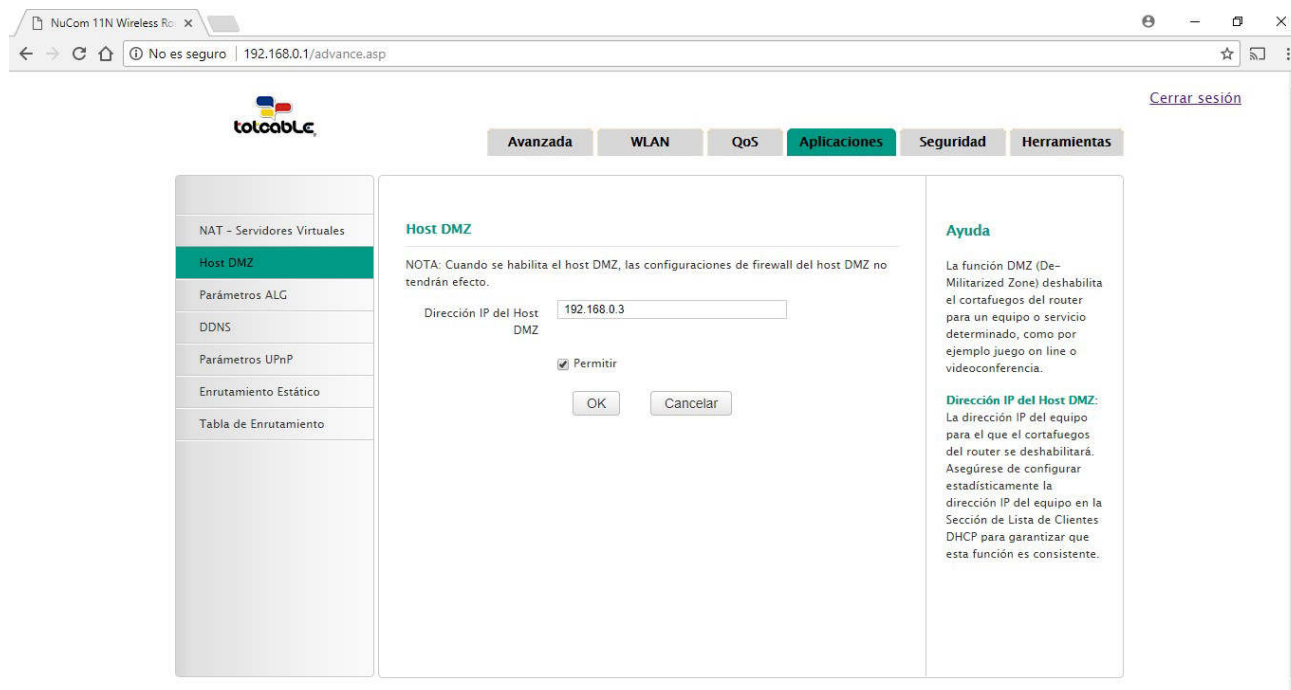 NuCom 11N Wireless Ro
No es seguro | 192.168.0.1/advance.asp
Cerrar sesión
tolcable
Avanzada WLAN QoS Aplicaciones Seguridad Herramientas
NAT - Servidores Virtuales
Host DMZ
Parámetros ALG
DDNS
Parámetros UPnP
Enrutamiento Estático
Tabla de Enrutamiento
Host DMZ
NOTA: Cuando se habilita el host DMZ, las configuraciones de firewall del host DMZ no
tendrán efecto.
Dirección IP del Host
DMZ
192.168.0.3
Permitir
OK Cancelar
Ayuda
La función DMZ (De-
Militarized Zone) deshabilita
el cortafuegos del router
para un equipo o servicio
determinado, como por
ejemplo juego on line o
videoconferencia.
Dirección IP del Host DMZ:
La dirección IP del equipo
para el que el cortafuegos
del router se deshabilitará.
Asegúrese de configurar
estadísticamente la
dirección IP del equipo en la
Sección de Lista de Clientes
DHCP para garantizar que
esta función es consistente.